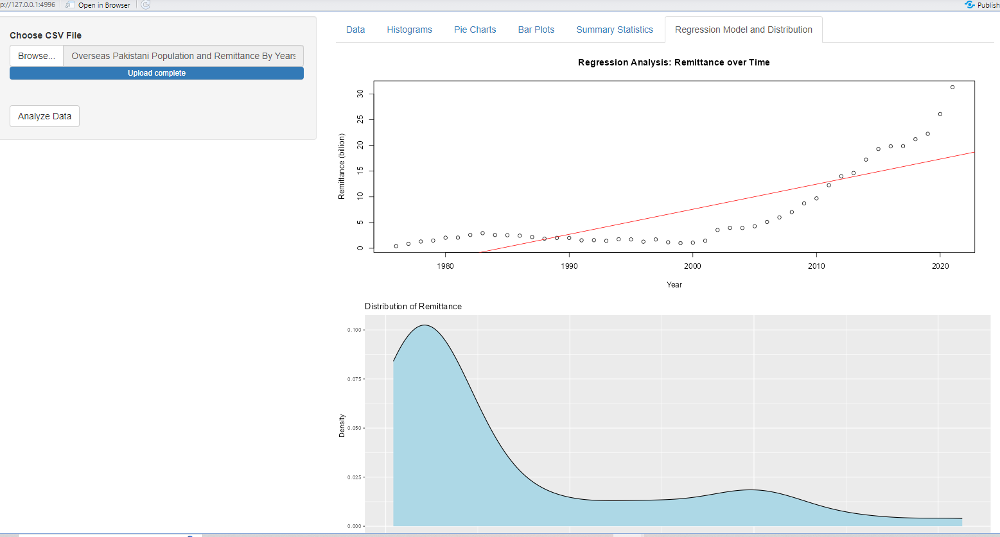 p://127.0.0.1:4996 Open in Browser Publish
Choose CSV File
Browse... Overseas Pakistani Population and Remittance By Years
Upload complete
Analyze Data
Data Histograms Pie Charts Bar Plots Summary Statistics Regression Model and Distribution
Regression Analysis: Remittance over Time
Remittance (billion)
30
25
20
15
10
5
0
1980 1990 2000 2010 2020
Year
Distribution of Remittance
Density
0.100
0.075
0.050
0.025
0.000